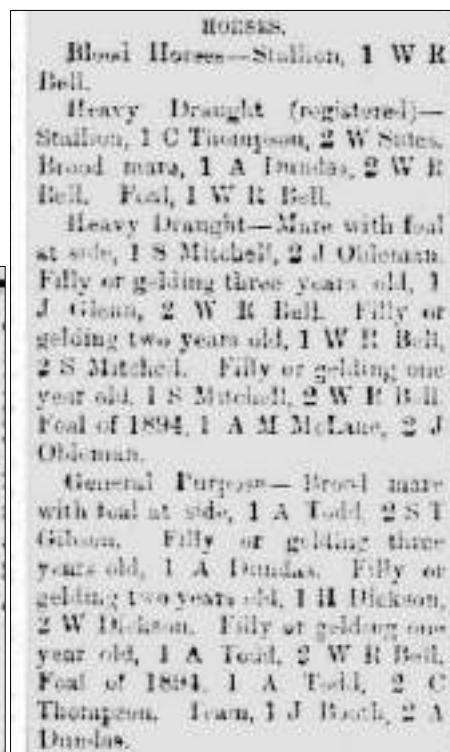 HORSES.
Blood Horses—Stallion, 1 W R
Bell.
Heavy Draught (registered)—
Stallion, 1 C Thompson, 2 W
Brood mare, 1 A Dundas, 2 W R
Bell. Foal, 1 W R Bell.
Heavy Draught—Mare with foal
at side, 1 S Mitchell, 2 J Ohleman.
Filly or gelding three years old, 1
J Glenn, 2 W R Bell. Filly or
gelding two years old, 1 W R Bell,
2 S Mitchell. Filly or gelding one
year old, 1 S Mitchell, 2 W R Bell.
Foal of 1894, 1 A M McLane, 2 J
Ohleman.
General Purpose—Brood mare
with foal at side, 1 A Todd, 2 S T
Gibson. Filly or gelding three
years old, 1 A Dundas. Filly or
gelding two years old, 1 H Dickson,
2 W Dickson. Filly or gelding one
year old, 1 A Todd, 2 W R Bell.
Foal of 1894, 1 A Todd, 2 C
Thompson. Team, 1 J Booth, 2 A
Dundas.